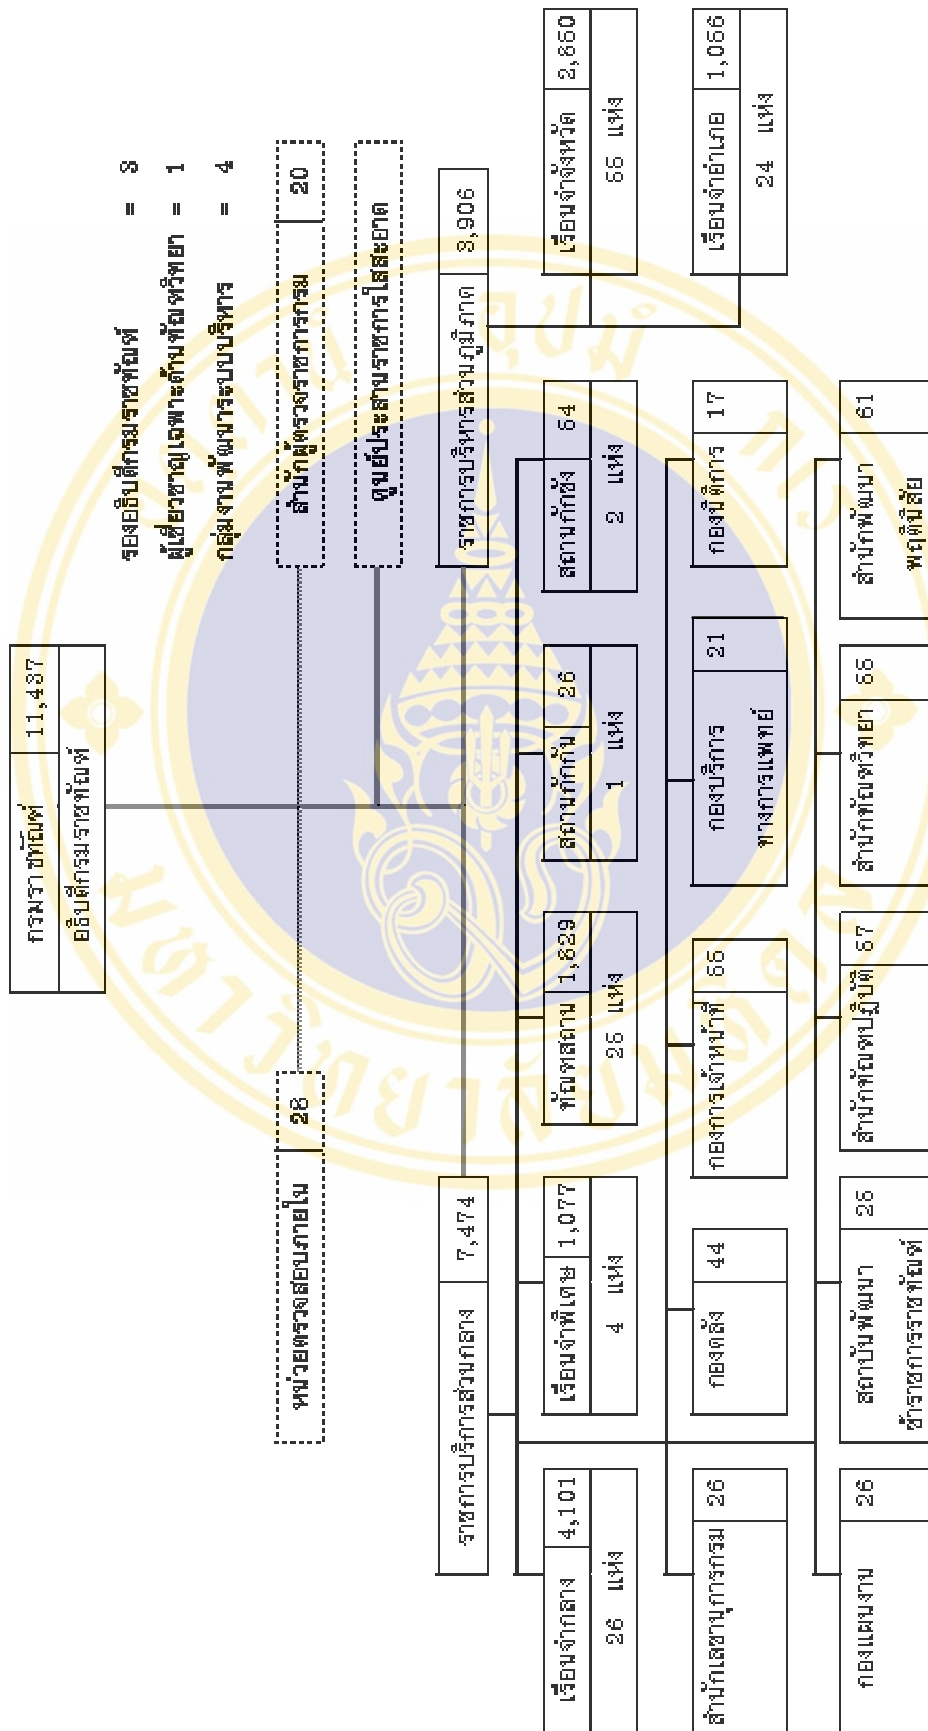 กรมราชทัณฑ์ 11,437
อธิบดีกรมราชทัณฑ์
รองอธิบดีกรมราชทัณฑ์ = 3
ผู้เชี่ยวชาญเฉพาะด้านทัณฑวิทยา = 1
กลุ่มงานพัฒนาระบบบริหาร = 4
หน่วยตรวจสอบภายใน 28
สำนักผู้ตรวจราชการกรม 20
ศูนย์ประสานราชการใสสะอาด
ราชการบริการส่วนกลาง 7,474
ราชการบริหารส่วนภูมิภาค 3,906
เรือนจำกลาง 4,101
26 แห่ง
เรือนจำพิเศษ 1,077
4 แห่ง
ทัณฑสถาน 1,829
25 แห่ง
สถานกักกัน 26
1 แห่ง
สถานกักขัง 64
2 แห่ง
เรือนจำจังหวัด 2,850
55 แห่ง
สำนักเลขานุการกรม 26
กองคลัง 44
กองการเจ้าหน้าที่ 55
กองบริการ 21
ทางการแพทย์
กองนิติการ 17
เรือนจำอำเภอ 1,056
24 แห่ง
กองแผนงาน 26
สถาบันพัฒนา 25
ข้าราชการราชทัณฑ์
สำนักทัณฑปฏิบัติ 67
สำนักทัณฑวิทยา 55
สำนักพัฒนา 61
พฤตินิสัย
มหาวิทยาลัยมหิดล